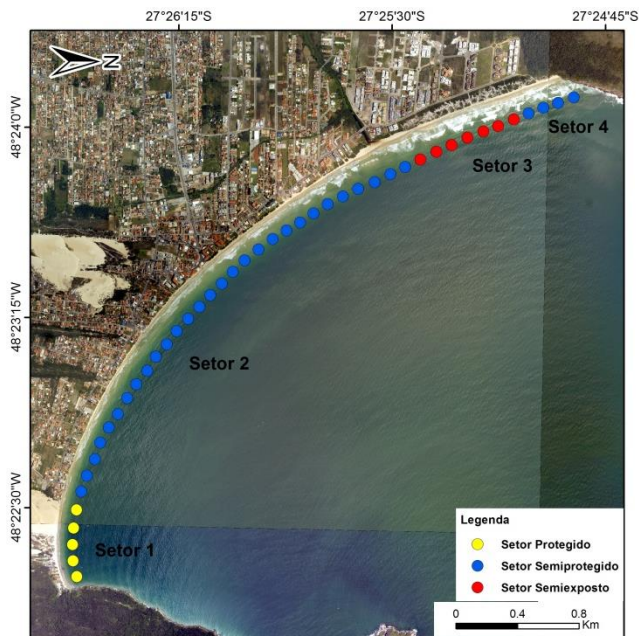 27°26'15"S
27°25'30"S
27°24'45"S
N
48°24'0"W
Setor 4
Setor 3
48°23'15"W
Setor 2
48°22'30"W
Setor 1
Legenda
Setor Protegido
Setor Semiprotegido
Setor Semiexposto
0 0.4 0.8
Km